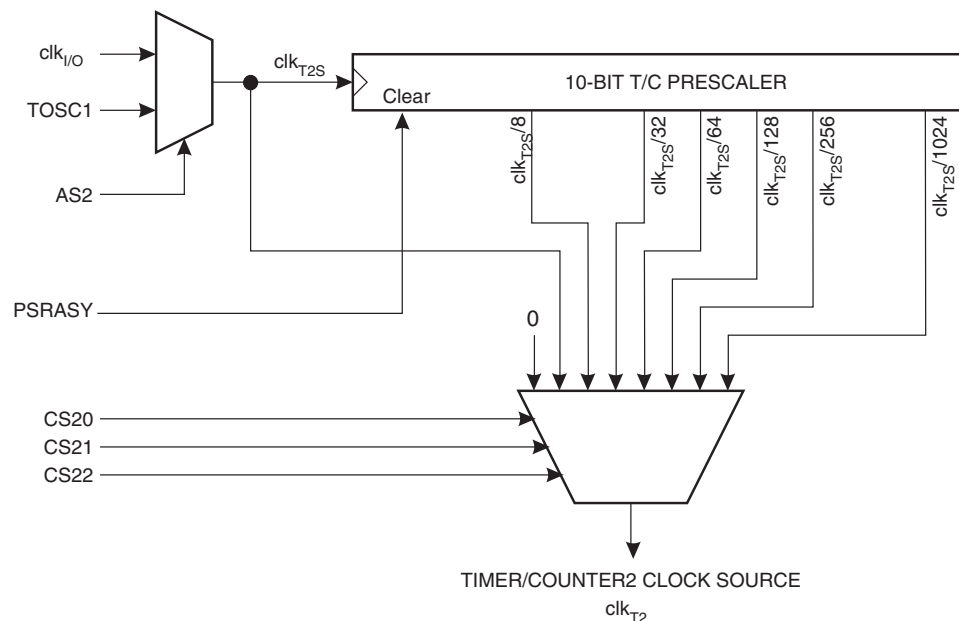 clkI/O
clkT2S
10-BIT T/C PRESCALER
TOSC1
Clear
clkT2S/8
clkT2S/32
clkT2S/64
clkT2S/128
clkT2S/256
clkT2S/1024
AS2
PSRASY
0
CS20
CS21
CS22
TIMER/COUNTER2 CLOCK SOURCE
clkT2